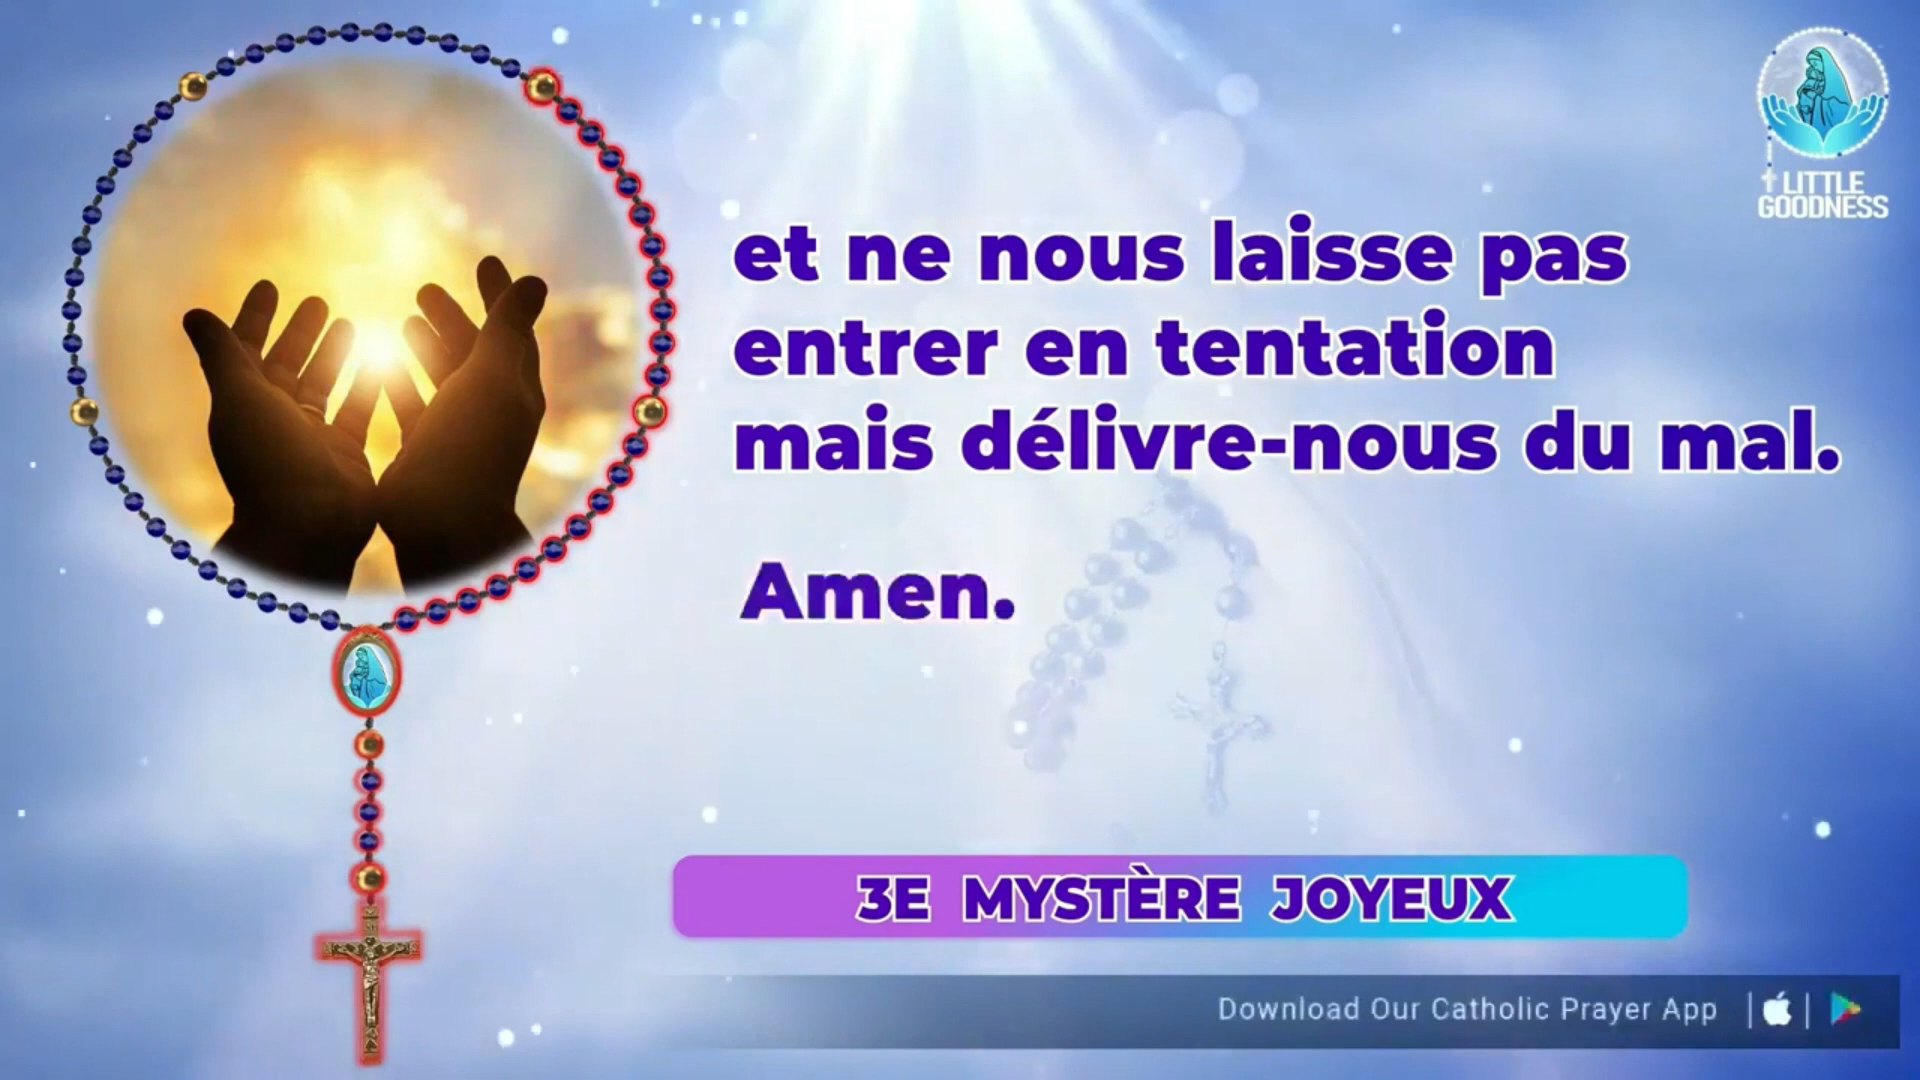 LITTLE
GOODNESS
et ne nous laisse pas
entrer en tentation
mais délivre-nous du mal.
Amen.
3E MYSTÈRE JOYEUX
Download Our Catholic Prayer App